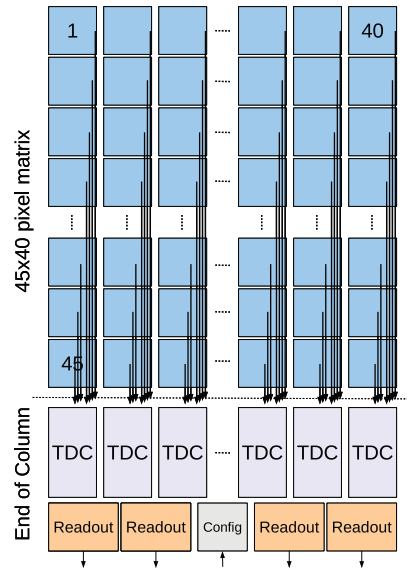 1
40
45x40 pixel matrix
45
End of Column
TDC TDC TDC TDC TDC TDC
Readout Readout Config Readout Readout